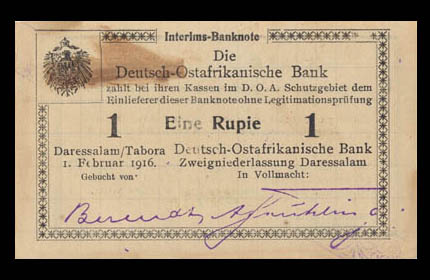 Interims-Banknote
Die
Deutsch-Ostafrikanische Bank
zahlt bei ihren Kassen im D. O. A. Schutzgebiet dem
Einlieferer dieser Banknote ohne Legitimationsprüfung
1 Eine Rupie 1
Daressalam/Tabora
1. Februar 1916.
Gebucht von:
Deutsch-Ostafrikanische Bank
Zweigniederlassung Daressalam
In Vollmacht: